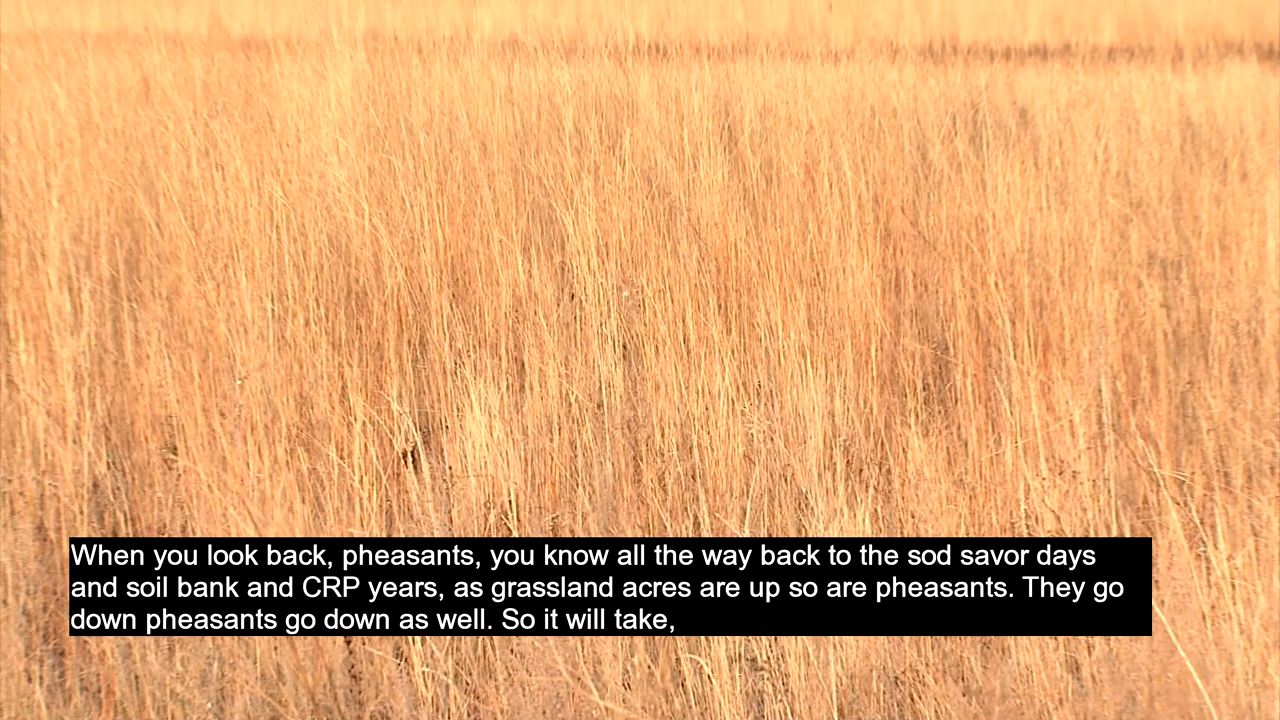 When you look back, pheasants, you know all the way back to the sod savor days
and soil bank and CRP years, as grassland acres are up so are pheasants. They go
down pheasants go down as well. So it will take,